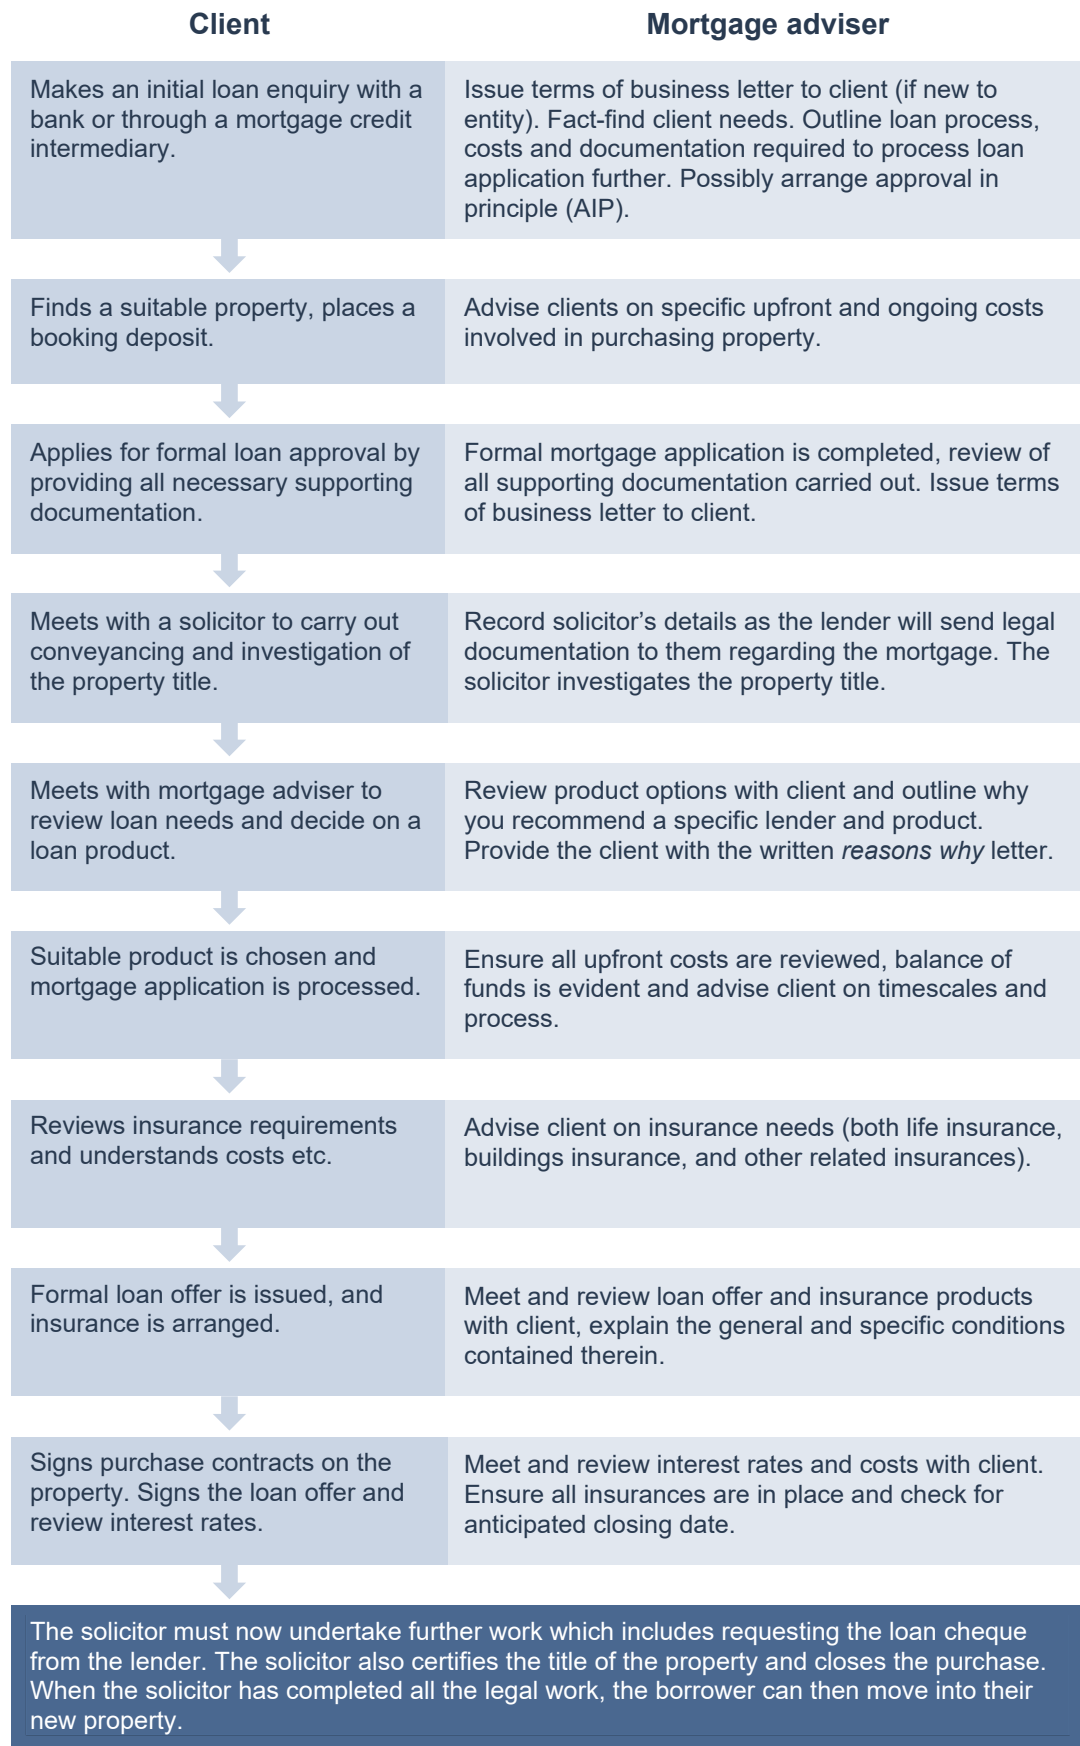 Client
Mortgage adviser
Makes an initial loan enquiry with a
bank or through a mortgage credit
intermediary.
Issue terms of business letter to client (if new to
entity). Fact-find client needs. Outline loan process,
costs and documentation required to process loan
application further. Possibly arrange approval in
principle (AIP).
Finds a suitable property, places a
booking deposit.
Advise clients on specific upfront and ongoing costs
involved in purchasing property.
Applies for formal loan approval by
providing all necessary supporting
documentation.
Formal mortgage application is completed, review of
all supporting documentation carried out. Issue terms
of business letter to client.
Meets with a solicitor to carry out
conveyancing and investigation of
the property title.
Record solicitor’s details as the lender will send legal
documentation to them regarding the mortgage. The
solicitor investigates the property title.
Meets with mortgage adviser to
review loan needs and decide on a
loan product.
Review product options with client and outline why
you recommend a specific lender and product.
Provide the client with the written reasons why letter.
Suitable product is chosen and
mortgage application is processed.
Ensure all upfront costs are reviewed, balance of
funds is evident and advise client on timescales and
process.
Reviews insurance requirements
and understands costs etc.
Advise client on insurance needs (both life insurance,
buildings insurance, and other related insurances).
Formal loan offer is issued, and
insurance is arranged.
Meet and review loan offer and insurance products
with client, explain the general and specific conditions
contained therein.
Signs purchase contracts on the
property. Signs the loan offer and
review interest rates.
Meet and review interest rates and costs with client.
Ensure all insurances are in place and check for
anticipated closing date.
The solicitor must now undertake further work which includes requesting the loan cheque
from the lender. The solicitor also certifies the title of the property and closes the purchase.
When the solicitor has completed all the legal work, the borrower can then move into their
new property.